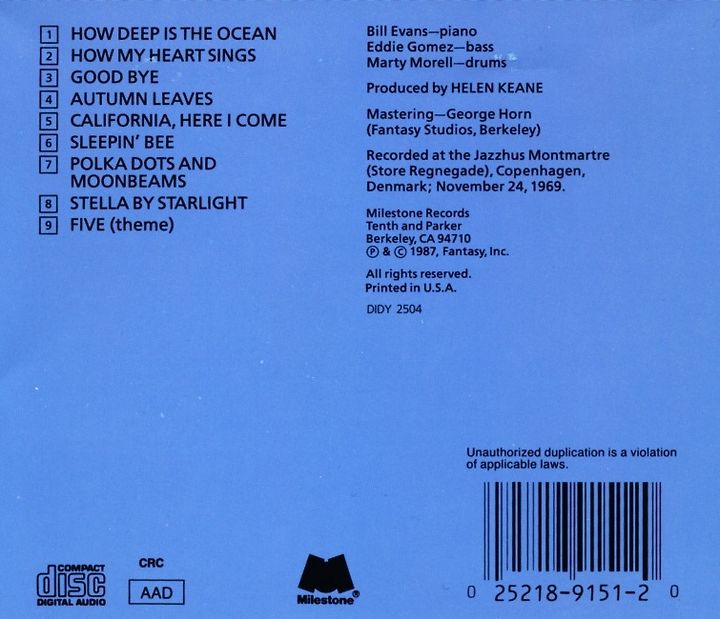 1 HOW DEEP IS THE OCEAN
2 HOW MY HEART SINGS
3 GOOD BYE
4 AUTUMN LEAVES
5 CALIFORNIA, HERE I COME
6 SLEEPIN' BEE
7 POLKA DOTS AND
MOONBEAMS
8 STELLA BY STARLIGHT
9 FIVE (theme)
Bill Evans—piano
Eddie Gomez—bass
Marty Morell—drums
Produced by HELEN KEANE
Mastering—George Horn
(Fantasy Studios, Berkeley)
Recorded at the Jazzhus Montmartre
(Store Regnegade), Copenhagen,
Denmark; November 24, 1969.
Milestone Records
Tenth and Parker
Berkeley, CA 94710
Ⓟ & © 1987, Fantasy, Inc.
All rights reserved.
Printed in U.S.A.
DIDY 2504
Unauthorized duplication is a violation
of applicable laws.
COMPACT
disc
DIGITAL AUDIO
CRC
AAD
Milestone®
0 25218-9151-2 0